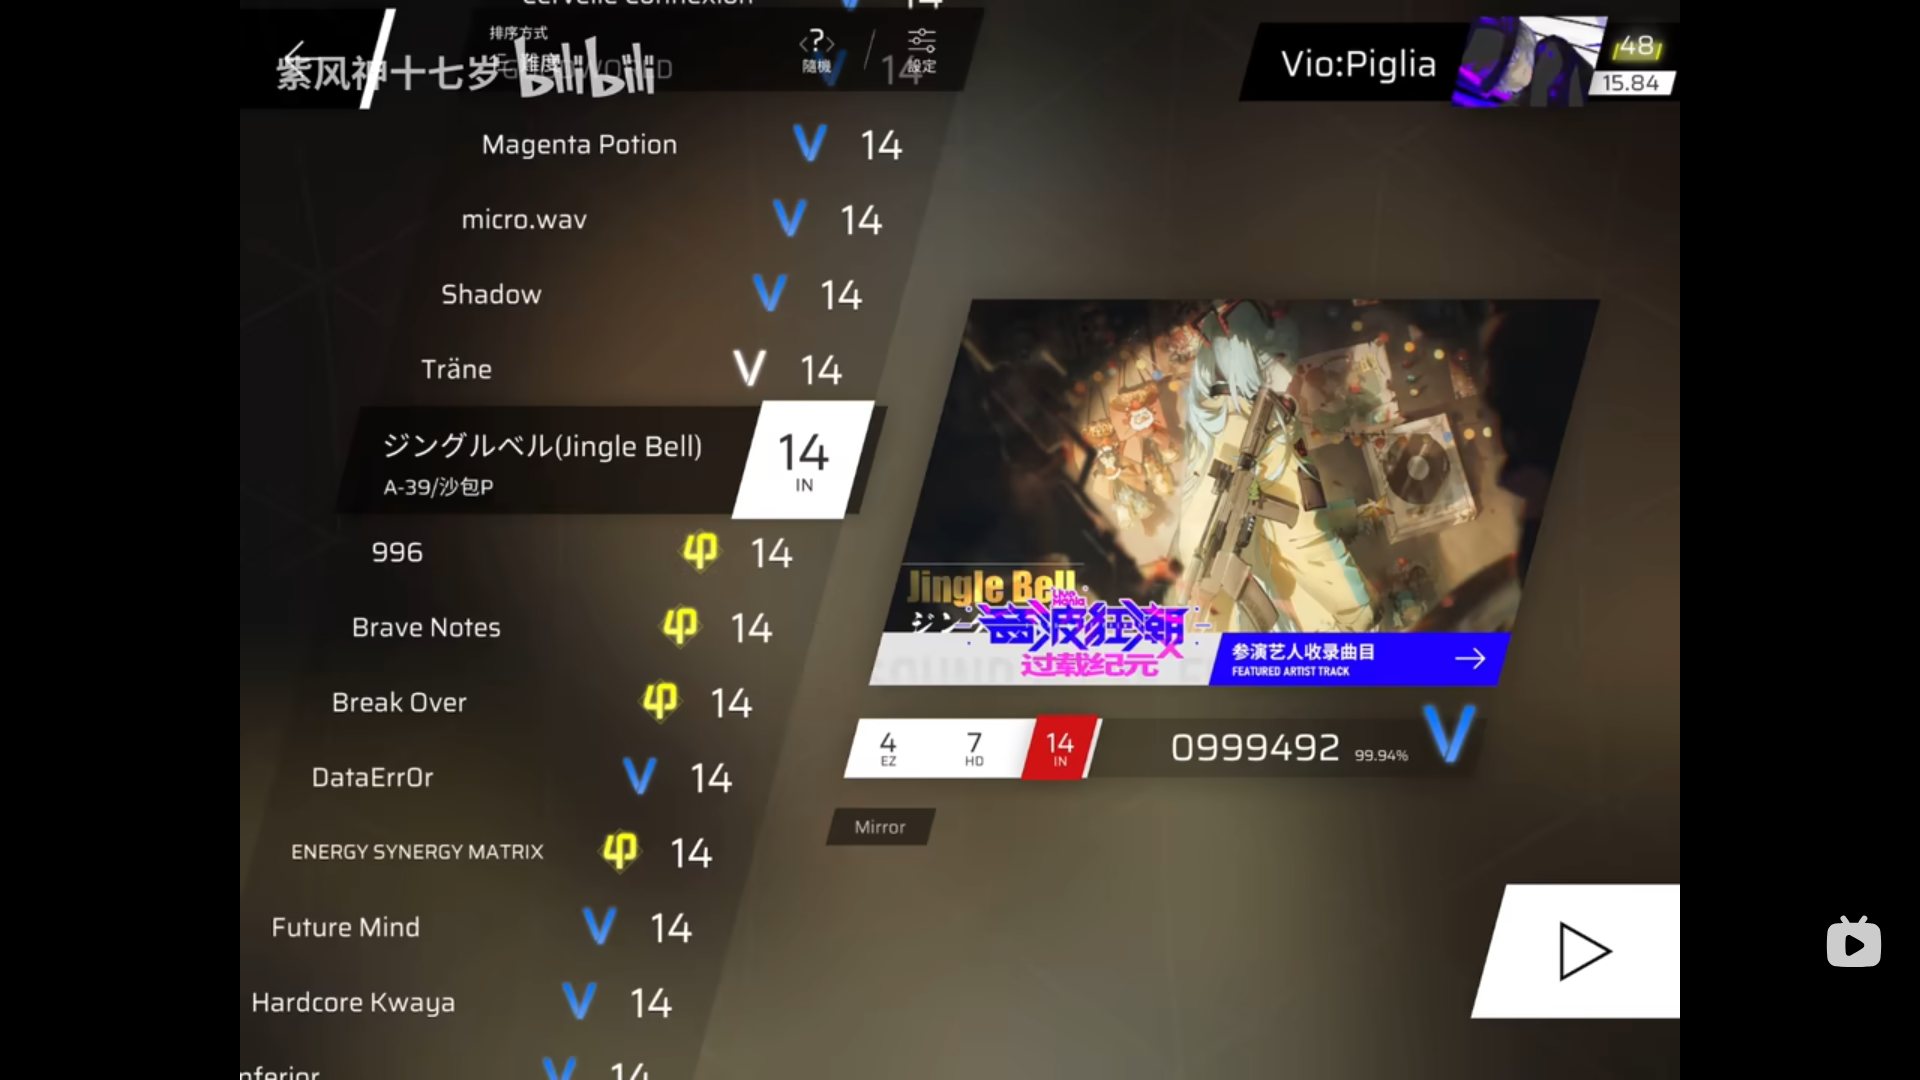 排序方式
難度
紫风神十七岁
bilibili
?
隨機
設定
14
Vio:Piglia
48
15.84
Magenta Potion V 14
micro.wav V 14
Shadow V 14
Träne V 14
ジングルベル(Jingle Bell)
A-39/沙包P
14
IN
996 φ 14
Brave Notes φ 14
Break Over φ 14
DataErr0r V 14
ENERGY SYNERGY MATRIX φ 14
Future Mind V 14
Hardcore Kwaya V 14
Jingle Bell
Live Mania
音波狂潮
过载纪元
参演艺人收录曲目
FEATURED ARTIST TRACK
4 7 14
EZ HD IN
0999492 99.94% V
Mirror